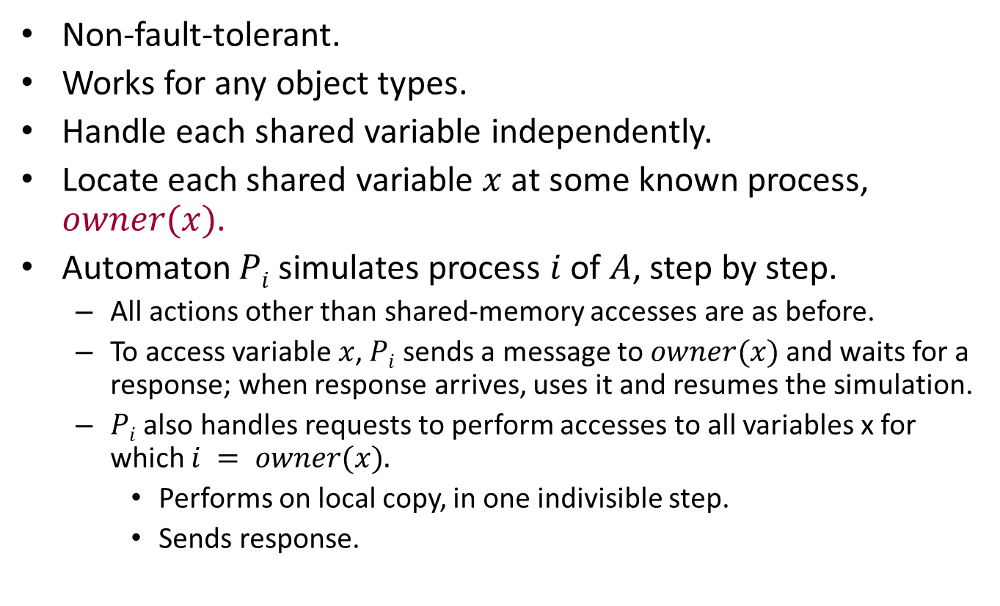 • Non-fault-tolerant.
• Works for any object types.
• Handle each shared variable independently.
• Locate each shared variable 𝑥 at some known process,
𝑜𝑤𝑛𝑒𝑟(𝑥).
• Automaton 𝑃𝑖 simulates process 𝑖 of 𝐴, step by step.
– All actions other than shared-memory accesses are as before.
– To access variable 𝑥, 𝑃𝑖 sends a message to 𝑜𝑤𝑛𝑒𝑟(𝑥) and waits for a
response; when response arrives, uses it and resumes the simulation.
– 𝑃𝑖 also handles requests to perform accesses to all variables x for
which 𝑖 = 𝑜𝑤𝑛𝑒𝑟(𝑥).
• Performs on local copy, in one indivisible step.
• Sends response.